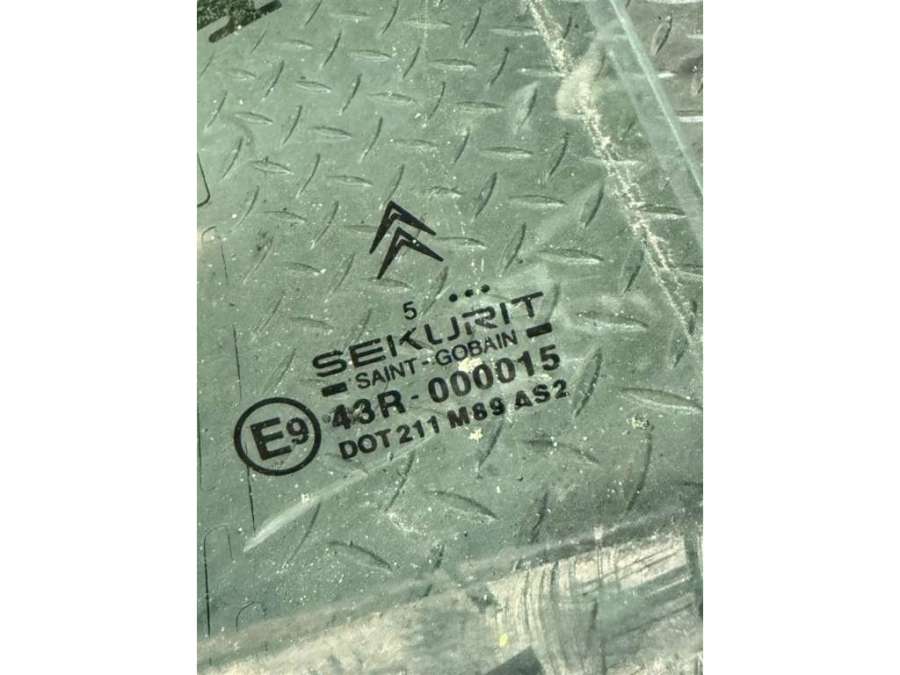 5 ...
SEKURIT
SAINT-GOBAIN
E9 43R-000015
DOT 211 M89 AS2